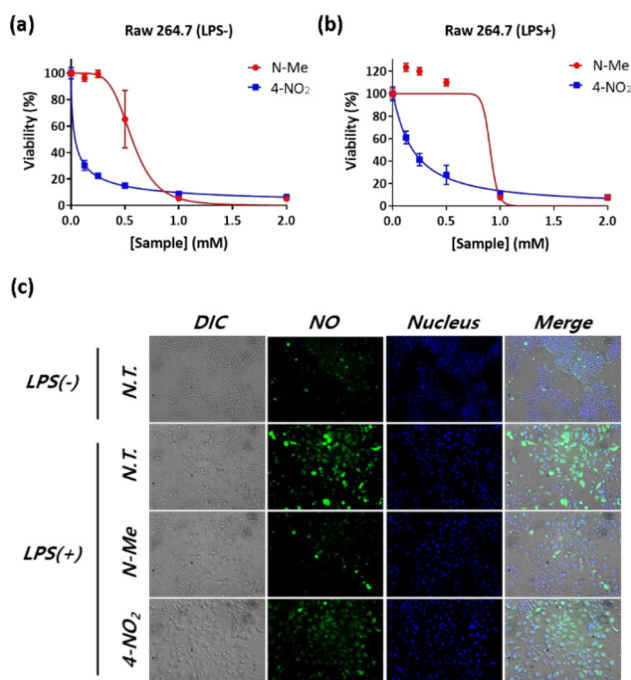 (a)
Raw 264.7 (LPS-)
N-Me
4-NO₂
Viability (%)
100
80
60
40
20
0
0.0
0.5
1.0
1.5
2.0
[Sample] (mM)
(b)
Raw 264.7 (LPS+)
N-Me
4-NO₂
Viability (%)
120
100
80
60
40
20
0
0.0
0.5
1.0
1.5
2.0
[Sample] (mM)
(c)
DIC NO Nucleus Merge
LPS(-)
N.T.
LPS(+)
N.T.
N-Me
4-NO₂